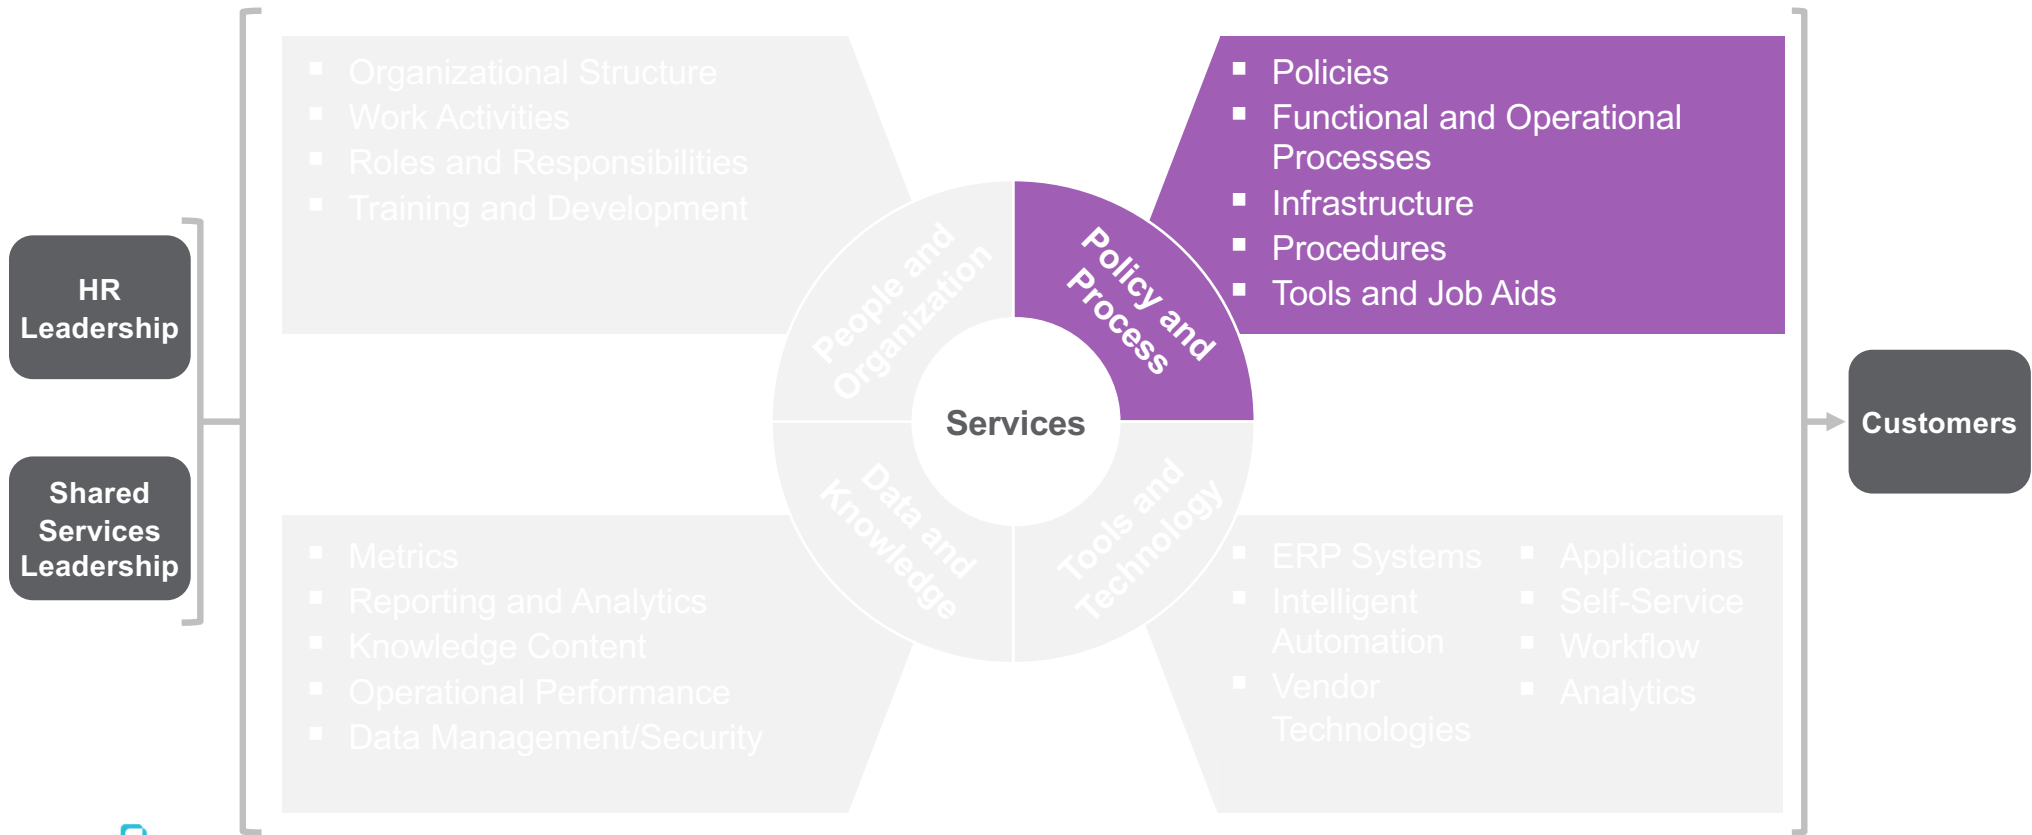 HR
Leadership
Shared
Services
Leadership
Organizational Structure
Work Activities
Roles and Responsibilities
Training and Development
Policies
Functional and Operational
Processes
Infrastructure
Procedures
Tools and Job Aids
People and
Organization
Policy and
Process
Services
Data and
Knowledge
Tools and
Technology
Metrics
Reporting and Analytics
Knowledge Content
Operational Performance
Data Management/Security
ERP Systems
Intelligent
Automation
Vendor
Technologies
Applications
Self-Service
Workflow
Analytics
Customers